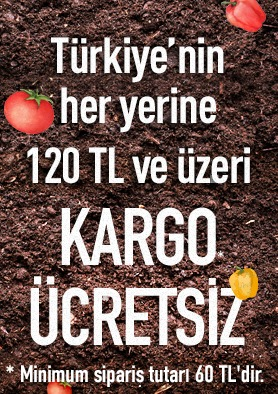 Türkiye'nin
her yerine
120 TL ve üzeri
KARGO
ÜCRETSİZ
* Minimum sipariş tutarı 60 TL'dir.